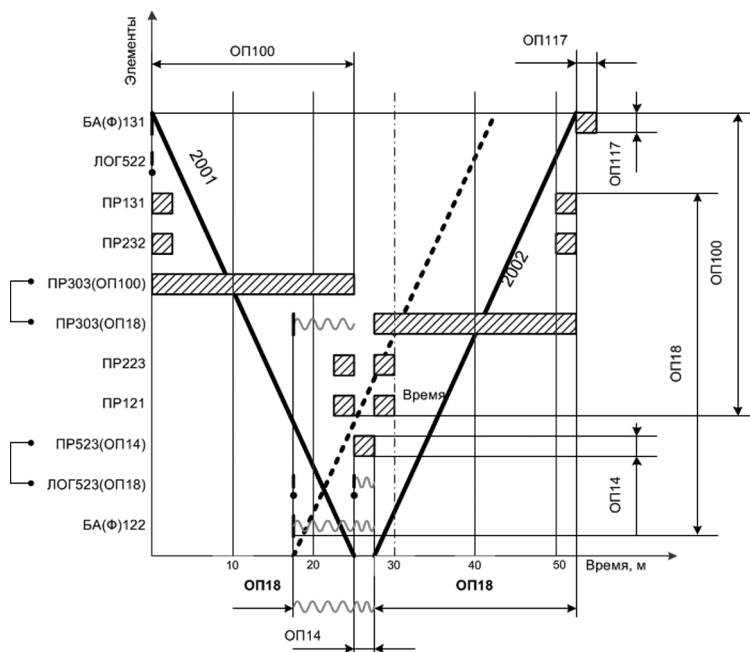 Элементы
ОП100
ОП117
БА(Ф)131
ЛОГ522
2001
ОП117
ПР131
ПР232
ОП100
ПР303(ОП100)
2002
ПР303(ОП18)
ОП18
ПР223
Время
ПР121
ПР523(ОП14)
ЛОГ523(ОП18)
ОП14
БА(Ф)122
10
20
30
40
50
Время, м
ОП18
ОП18
ОП14